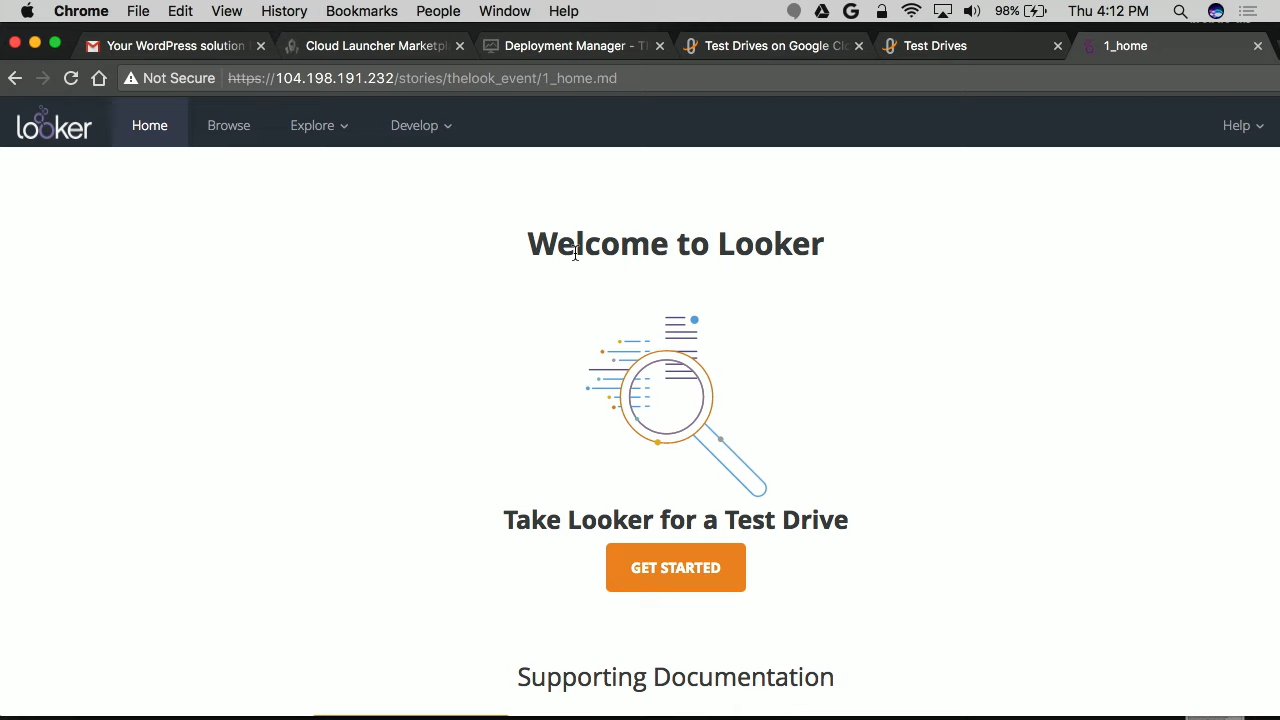 Chrome File Edit View History Bookmarks People Window Help 98% Thu 4:12 PM
Your WordPress solution Cloud Launcher Marketpl Deployment Manager - T Test Drives on Google Clo Test Drives 1_home
Not Secure https://104.198.191.232/stories/thelook_event/1_home.md
looker Home Browse Explore Develop Help
Welcome to Looker
Take Looker for a Test Drive
GET STARTED
Supporting Documentation